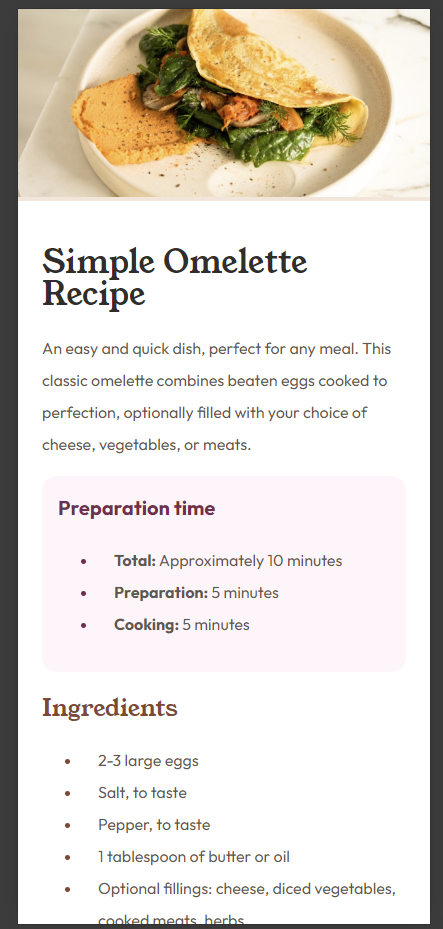 Simple Omelette
Recipe
An easy and quick dish, perfect for any meal. This
classic omelette combines beaten eggs cooked to
perfection, optionally filled with your choice of
cheese, vegetables, or meats.
Preparation time
• Total: Approximately 10 minutes
• Preparation: 5 minutes
• Cooking: 5 minutes
Ingredients
• 2-3 large eggs
• Salt, to taste
• Pepper, to taste
• 1 tablespoon of butter or oil
• Optional fillings: cheese, diced vegetables,
cooked meats, herbs